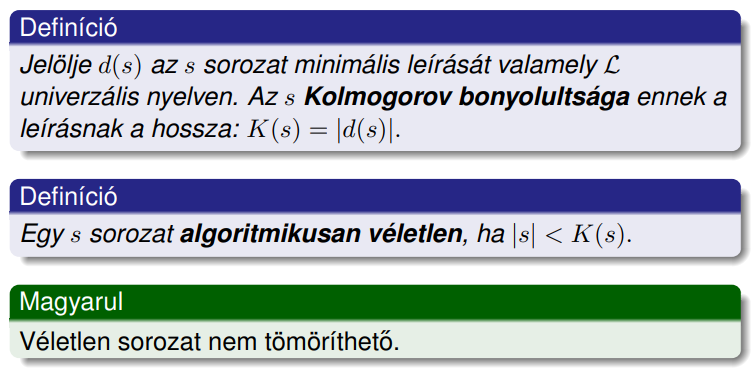 Definíció
Jelölje d(s) az s sorozat minimális leírását valamely ℒ
univerzális nyelven. Az s Kolmogorov bonyolultsága ennek a
leírásnak a hossza: K(s) = |d(s)|.
Definíció
Egy s sorozat algoritmikusan véletlen, ha |s| < K(s).
Magyarul
Véletlen sorozat nem tömöríthető.